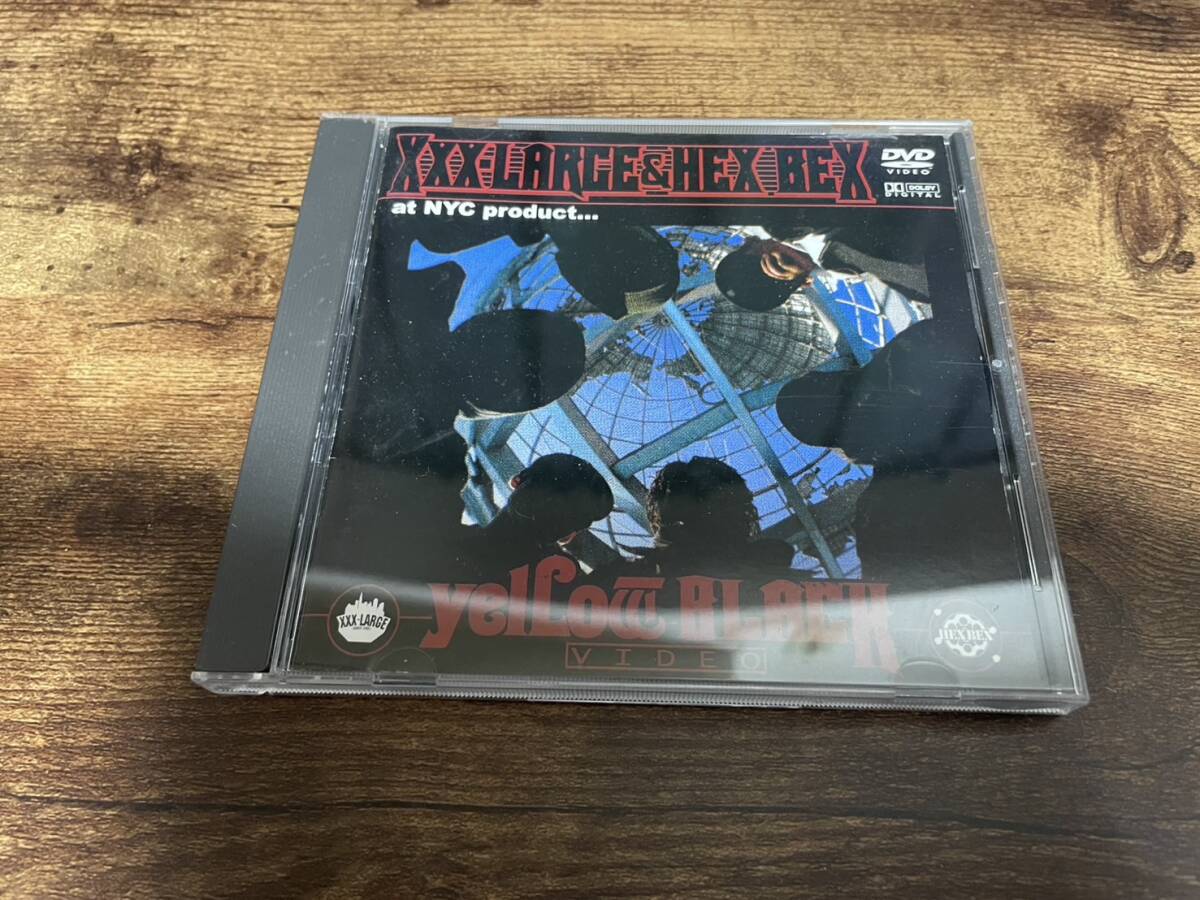 XXX-LARGE & HEX BEX
DVD
VIDEO
DOLBY
DIGITAL
at NYC product...
yelLow BLACK
VIDEO
XXX-LARGE
HEX BEX